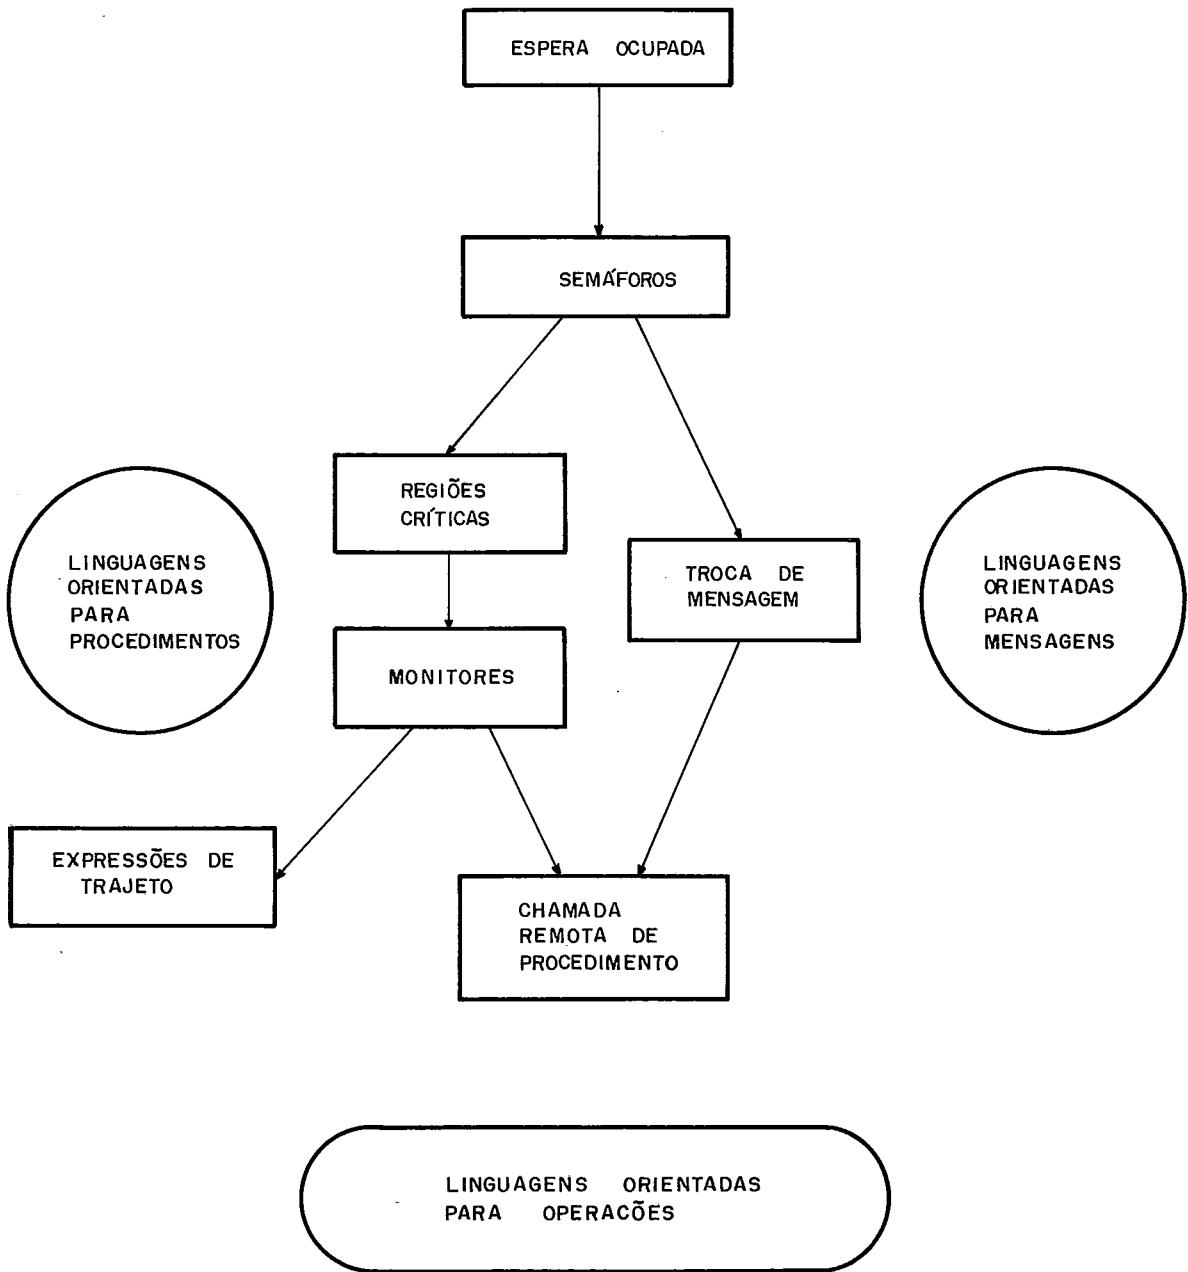 ESPERA OCUPADA
SEMÁFOROS
REGIÕES
CRÍTICAS
LINGUAGENS
ORIENTADAS
PARA
PROCEDIMENTOS
TROCA DE
MENSAGEM
LINGUAGENS
ORIENTADAS
PARA
MENSAGENS
MONITORES
EXPRESSÕES DE
TRAJETO
CHAMADA
REMOTA DE
PROCEDIMENTO
LINGUAGENS ORIENTADAS
PARA OPERACÕES